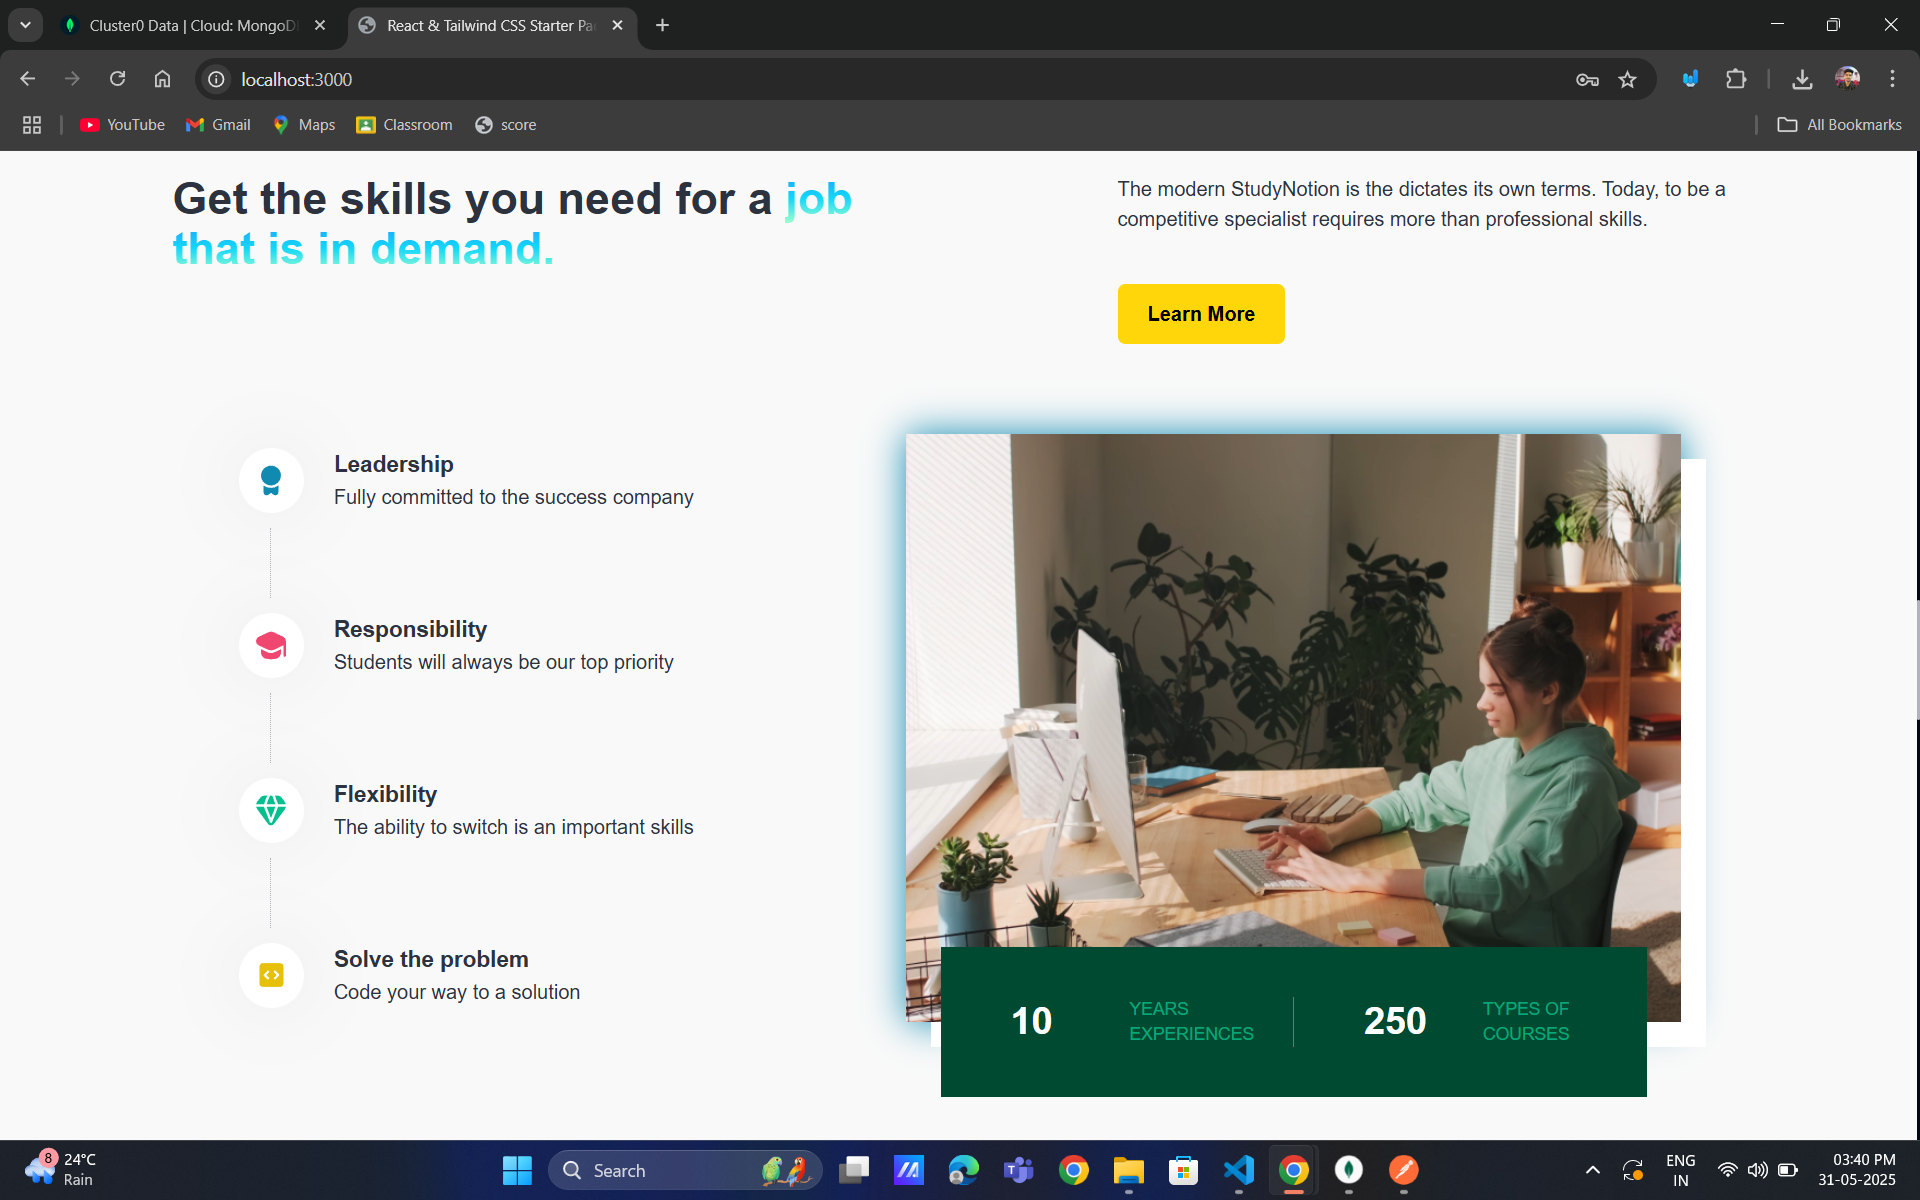 Cluster0 Data | Cloud: MongoD
React & Tailwind CSS Starter Pa
localhost:3000
YouTube
Gmail
Maps
Classroom
score
All Bookmarks
Get the skills you need for a job
that is in demand.
The modern StudyNotion is the dictates its own terms. Today, to be a
competitive specialist requires more than professional skills.
Learn More
Leadership
Fully committed to the success company
Responsibility
Students will always be our top priority
Flexibility
The ability to switch is an important skills
Solve the problem
Code your way to a solution
10
YEARS
EXPERIENCES
250
TYPES OF
COURSES
8
24°C
Rain
Search
ENG
IN
03:40 PM
31-05-2025